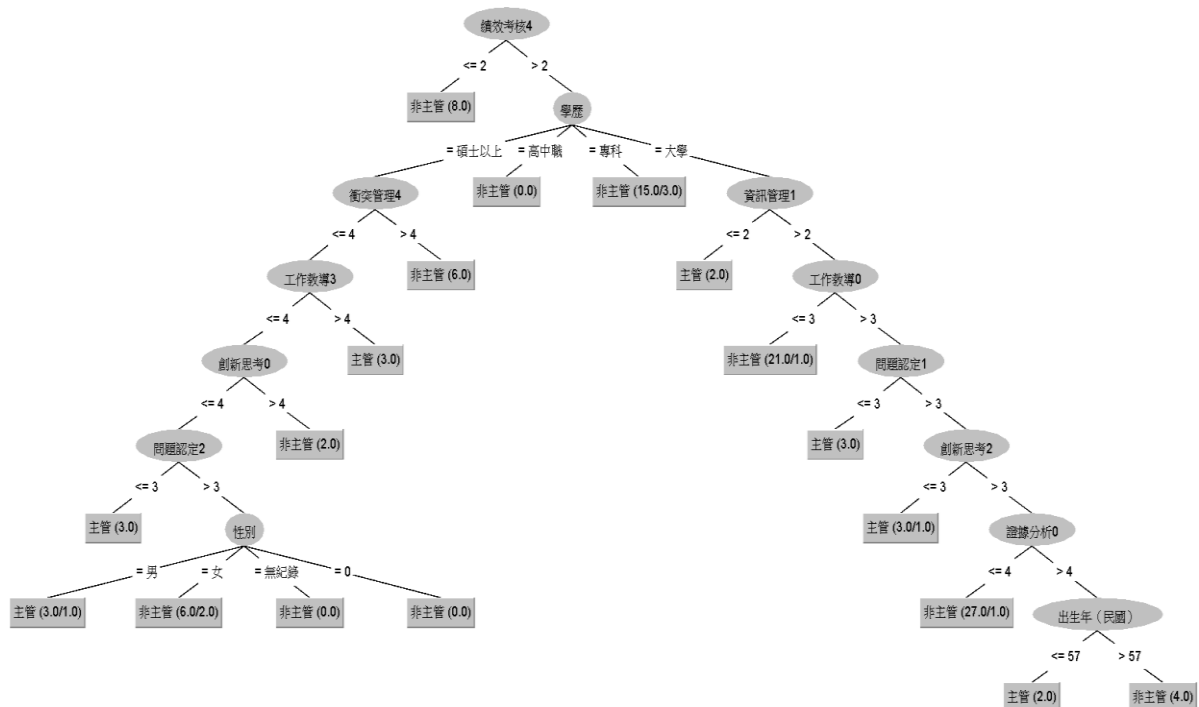 績效考核4
<= 2
> 2
非主管 (8.0)
學歷
= 碩士以上
= 高中職
= 專科
= 大學
衝突管理4
非主管 (0.0)
非主管 (15.0/3.0)
資訊管理1
<= 4
> 4
<= 2
> 2
工作教導3
非主管 (6.0)
主管 (2.0)
工作教導0
<= 4
> 4
<= 3
> 3
創新思考0
主管 (3.0)
非主管 (21.0/1.0)
問題認定1
<= 4
> 4
<= 3
> 3
問題認定2
非主管 (2.0)
主管 (3.0)
創新思考2
<= 3
> 3
<= 3
> 3
主管 (3.0)
性別
主管 (3.0/1.0)
證據分析0
= 男
= 女
= 無紀錄
= 0
<= 4
> 4
主管 (3.0/1.0)
非主管 (6.0/2.0)
非主管 (0.0)
非主管 (0.0)
非主管 (27.0/1.0)
出生年（民國）
<= 57
> 57
主管 (2.0)
非主管 (4.0)